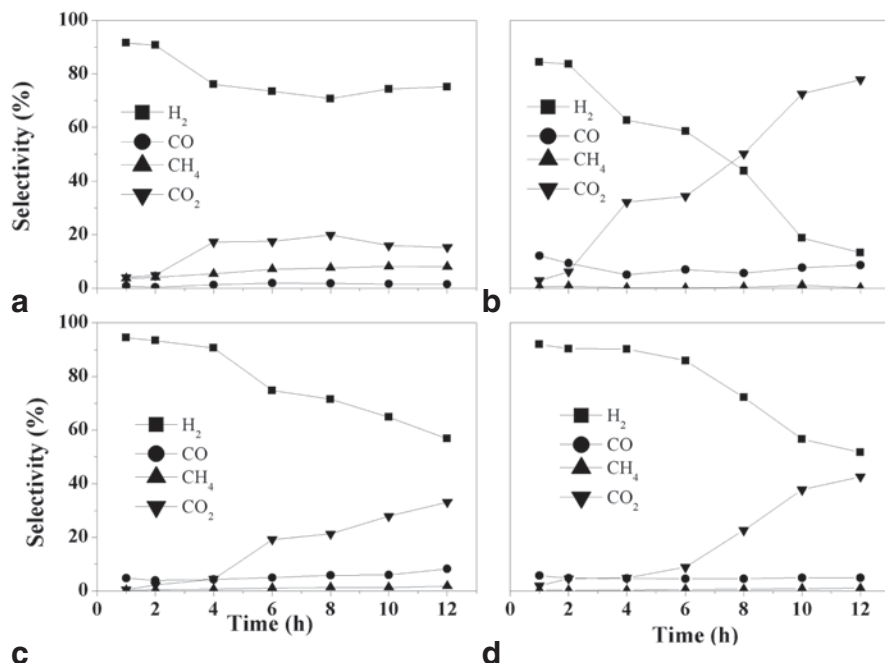 100
80
60
40
20
0
Selectivity (%)
H₂
CO
CH₄
CO₂
a
H₂
CO
CH₄
CO₂
b
100
80
60
40
20
0
Selectivity (%)
H₂
CO
CH₄
CO₂
0 2 4 6 8 10 12
Time (h)
c
H₂
CO
CH₄
CO₂
0 2 4 6 8 10 12
Time (h)
d